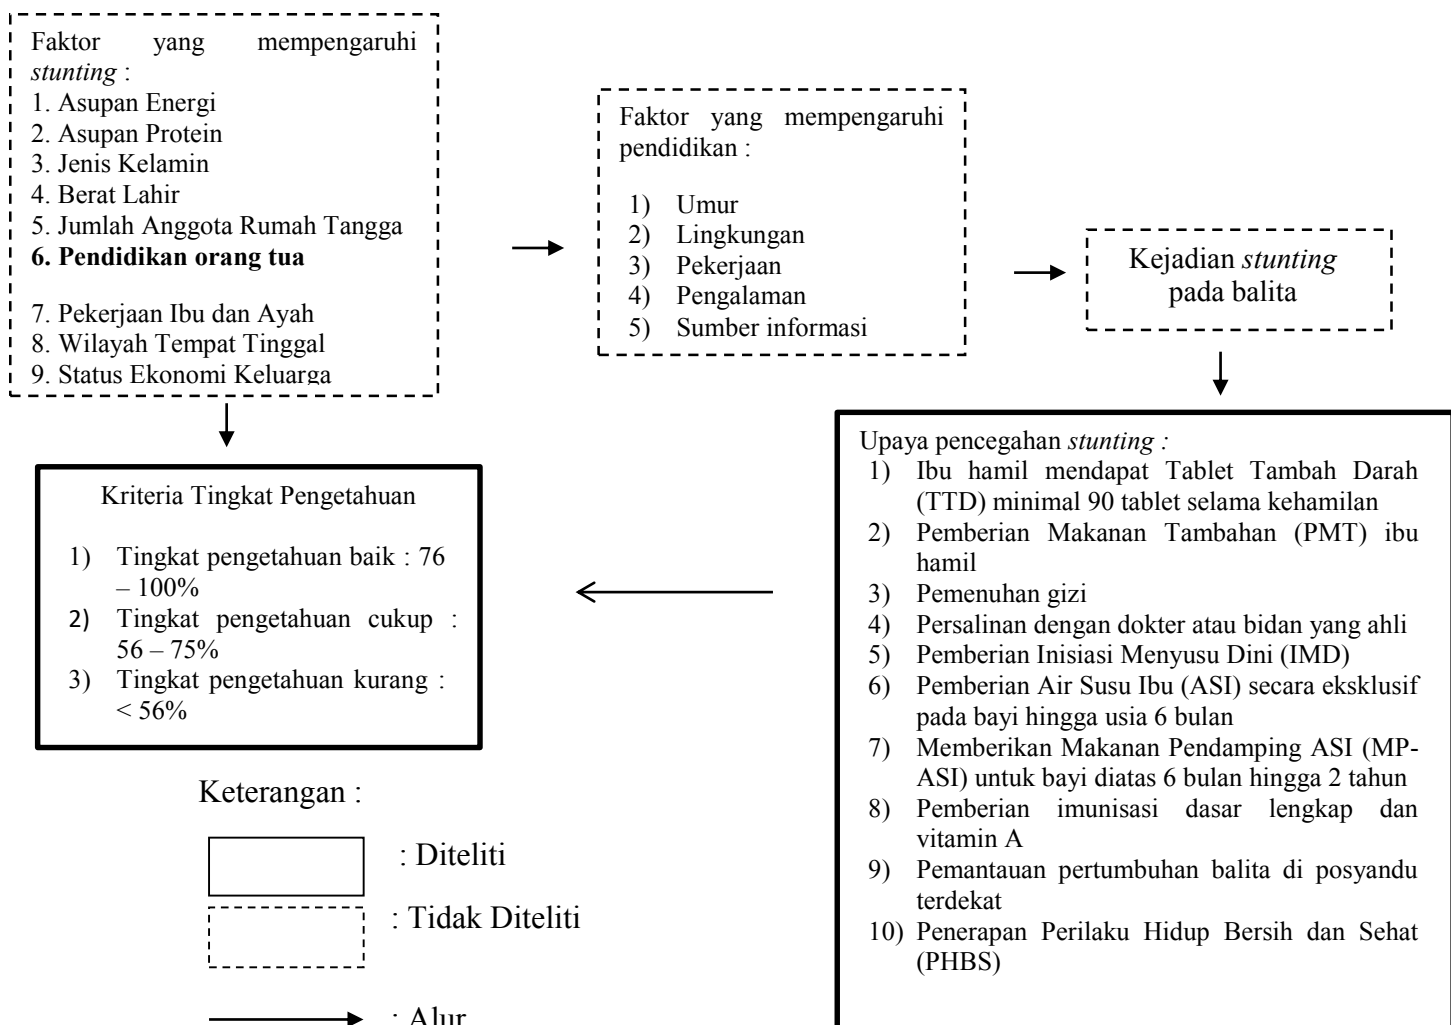 Faktor yang mempengaruhi
stunting :
1. Asupan Energi
2. Asupan Protein
3. Jenis Kelamin
4. Berat Lahir
5. Jumlah Anggota Rumah Tangga
6. Pendidikan orang tua
7. Pekerjaan Ibu dan Ayah
8. Wilayah Tempat Tinggal
9. Status Ekonomi Keluarga
Faktor yang mempengaruhi
pendidikan :
1) Umur
2) Lingkungan
3) Pekerjaan
4) Pengalaman
5) Sumber informasi
Kejadian stunting
pada balita
Kriteria Tingkat Pengetahuan
1) Tingkat pengetahuan baik : 76
– 100%
2) Tingkat pengetahuan cukup :
56 – 75%
3) Tingkat pengetahuan kurang :
< 56%
Upaya pencegahan stunting :
1) Ibu hamil mendapat Tablet Tambah Darah
(TTD) minimal 90 tablet selama kehamilan
2) Pemberian Makanan Tambahan (PMT) ibu
hamil
3) Pemenuhan gizi
4) Persalinan dengan dokter atau bidan yang ahli
5) Pemberian Inisiasi Menyusu Dini (IMD)
6) Pemberian Air Susu Ibu (ASI) secara eksklusif
pada bayi hingga usia 6 bulan
7) Memberikan Makanan Pendamping ASI (MP-
ASI) untuk bayi diatas 6 bulan hingga 2 tahun
8) Pemberian imunisasi dasar lengkap dan
vitamin A
9) Pemantauan pertumbuhan balita di posyandu
terdekat
10) Penerapan Perilaku Hidup Bersih dan Sehat
(PHBS)
Keterangan :
: Diteliti
: Tidak Diteliti
: Alur